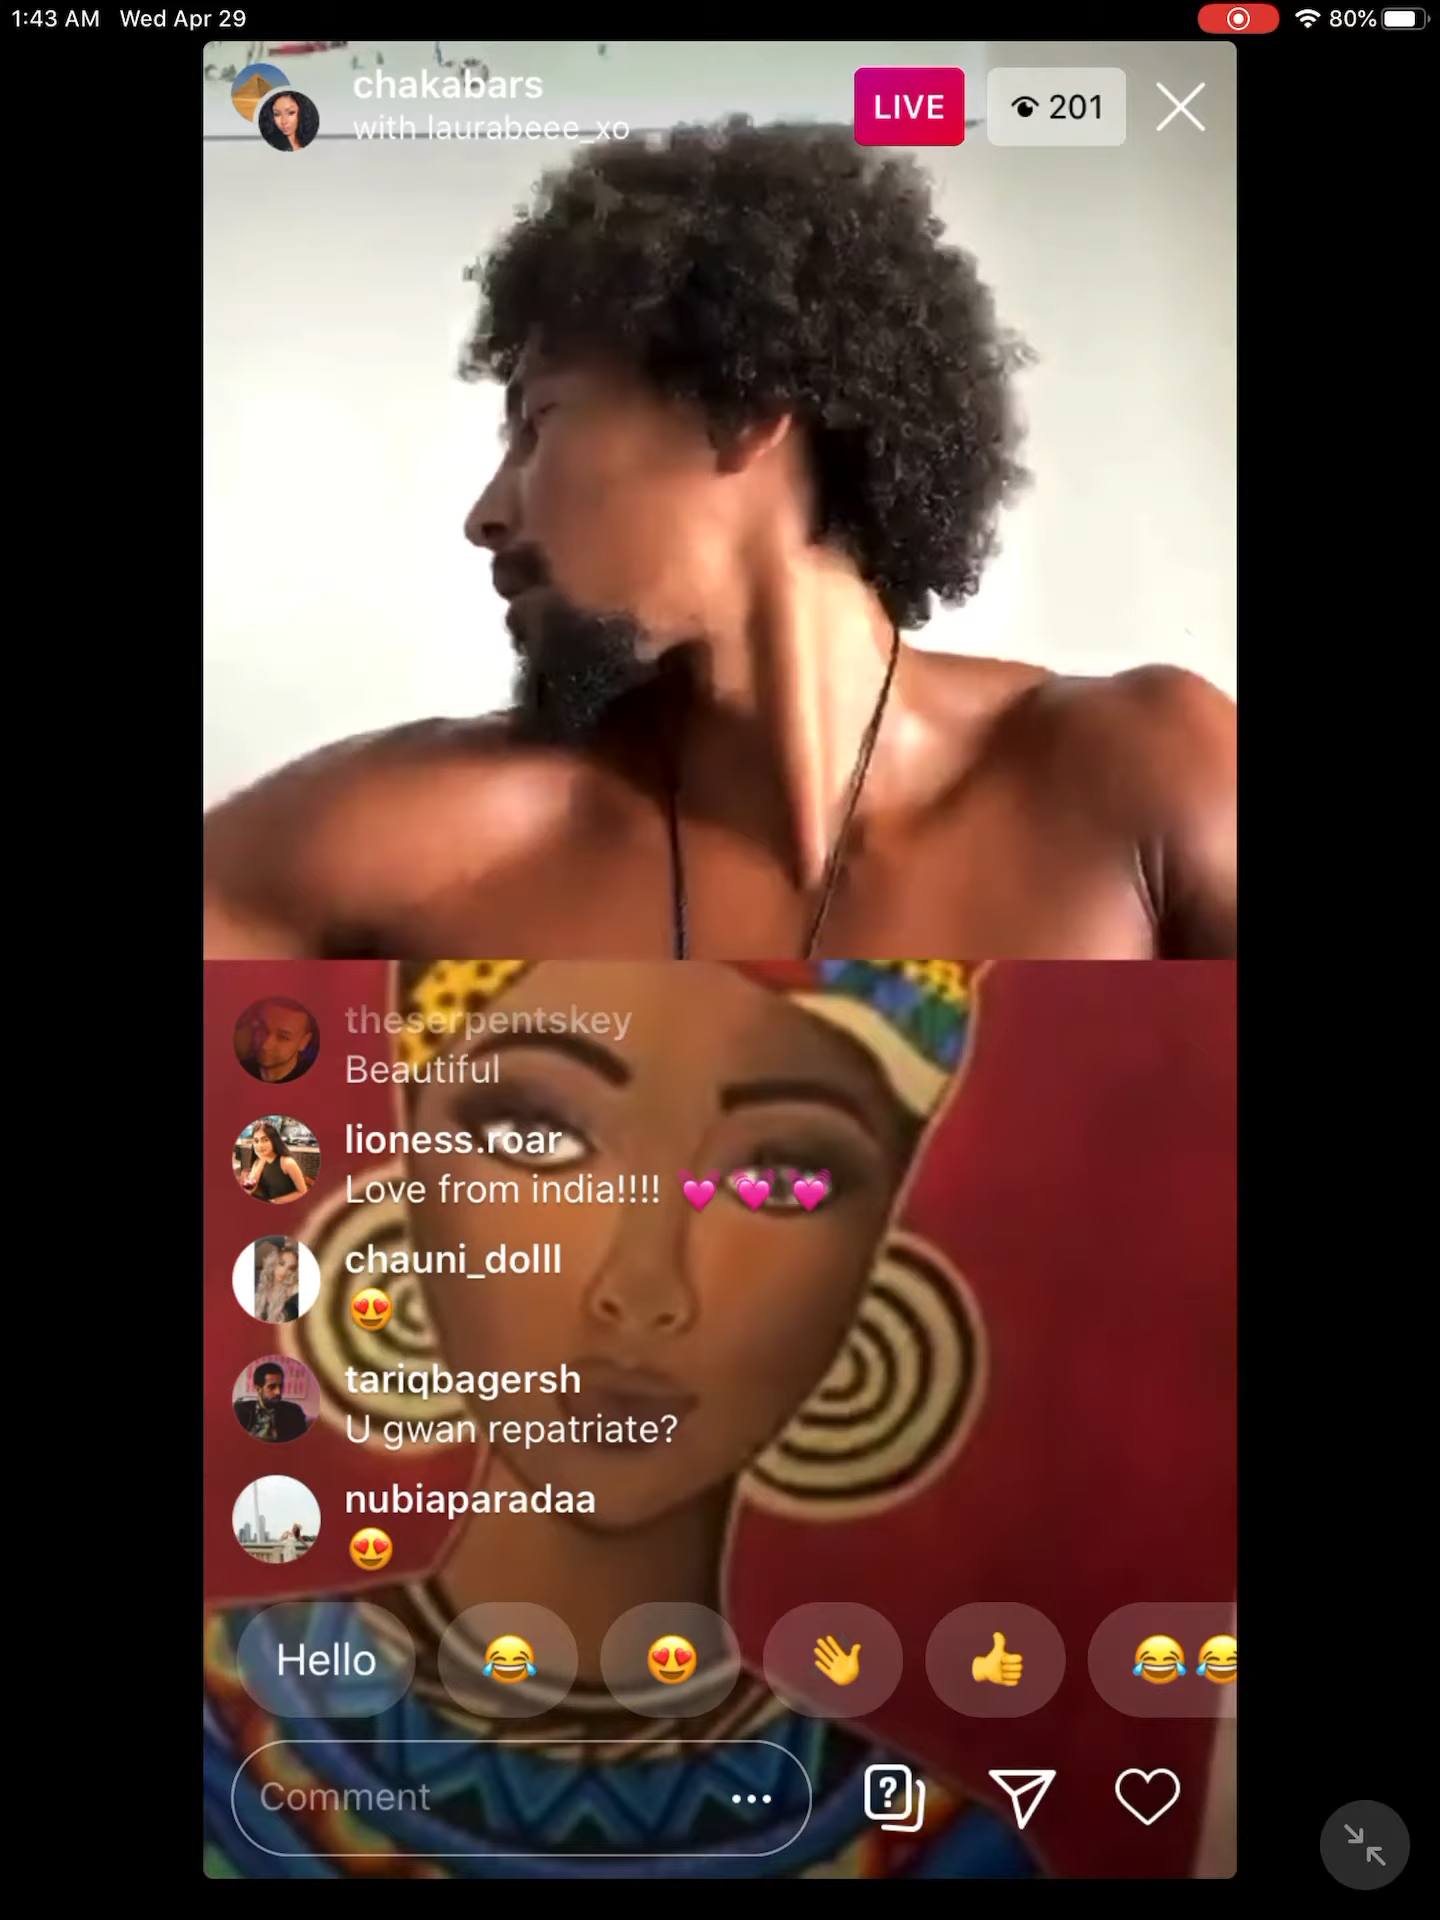 1:43 AM Wed Apr 29
80%
chakabars
with laurabeee_xo
LIVE
201
theserpentskey
Beautiful
lioness.roar
Love from india!!!! 💓 💓 💓
chauni_dolll
😍
tariqbagersh
U gwan repatriate?
nubiaparadaa
😍
Hello 😂 😍 👋 👍 😂😂
Comment
?